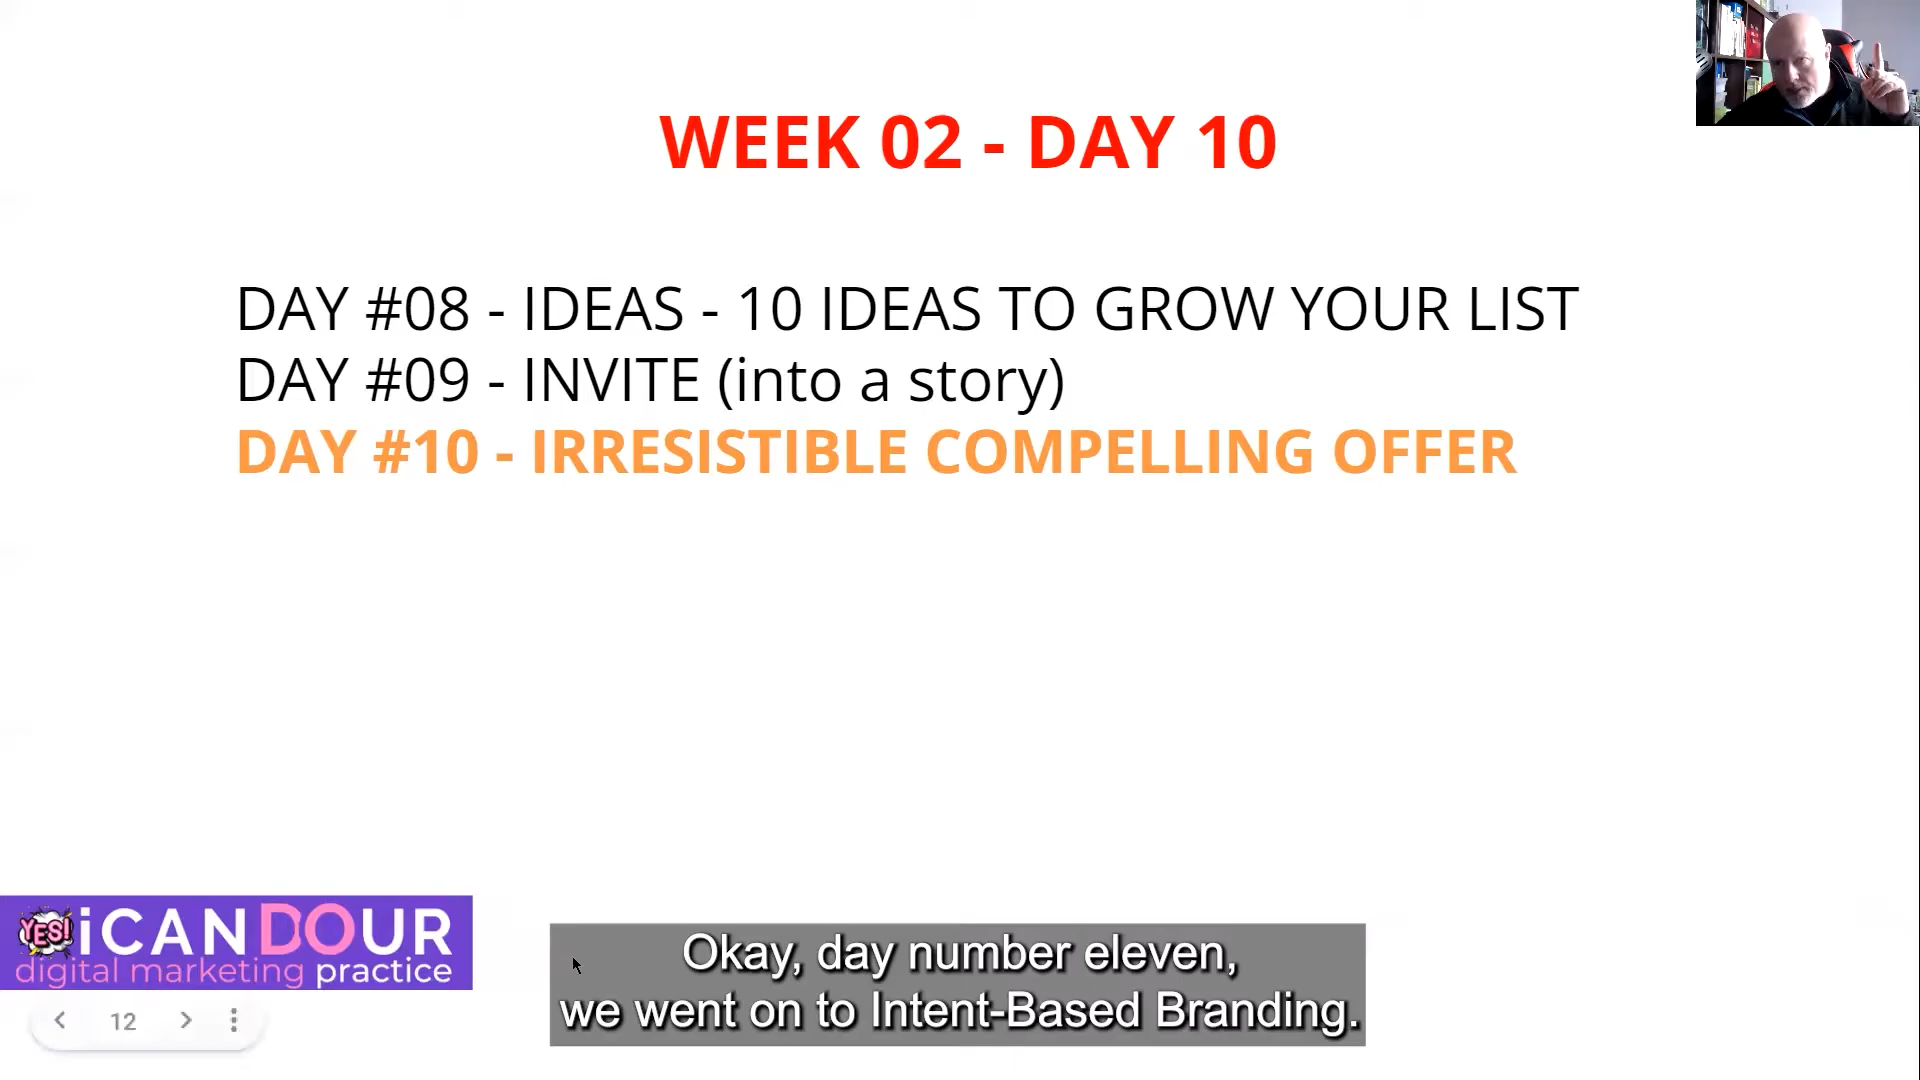 WEEK 02 - DAY 10
DAY #08 - IDEAS - 10 IDEAS TO GROW YOUR LIST
DAY #09 - INVITE (into a story)
DAY #10 - IRRESISTIBLE COMPELLING OFFER
YES! iCANDOUR
digital marketing practice
12
Okay, day number eleven,
we went on to Intent-Based Branding.